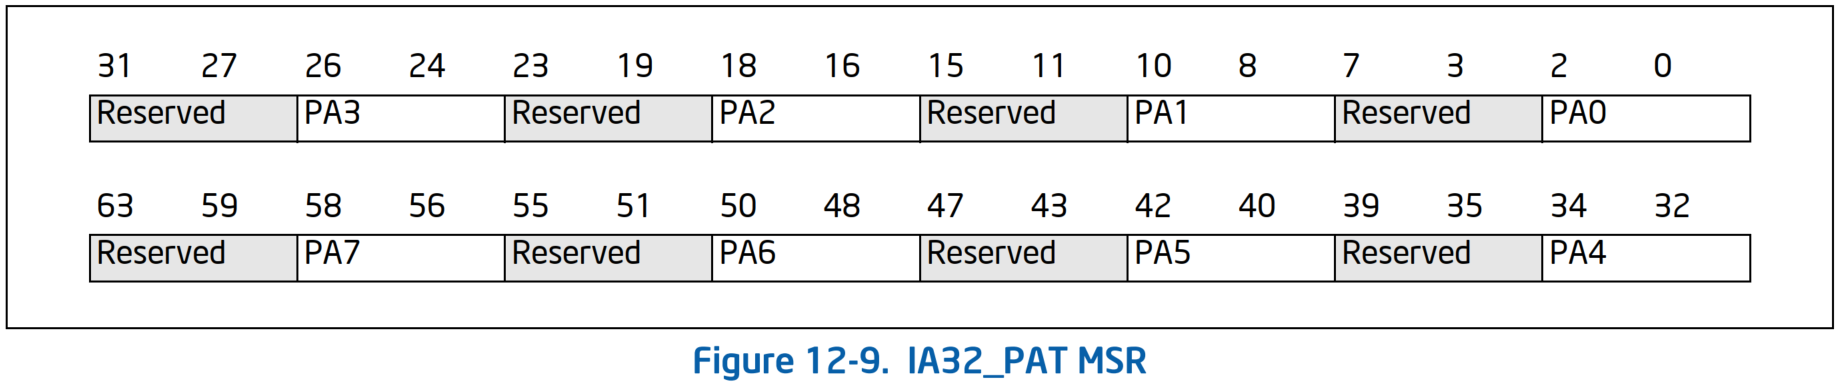 31 27 26 24 23 19 18 16 15 11 10 8 7 3 2 0
Reserved PA3 Reserved PA2 Reserved PA1 Reserved PA0
63 59 58 56 55 51 50 48 47 43 42 40 39 35 34 32
Reserved PA7 Reserved PA6 Reserved PA5 Reserved PA4
Figure 12-9. IA32_PAT MSR